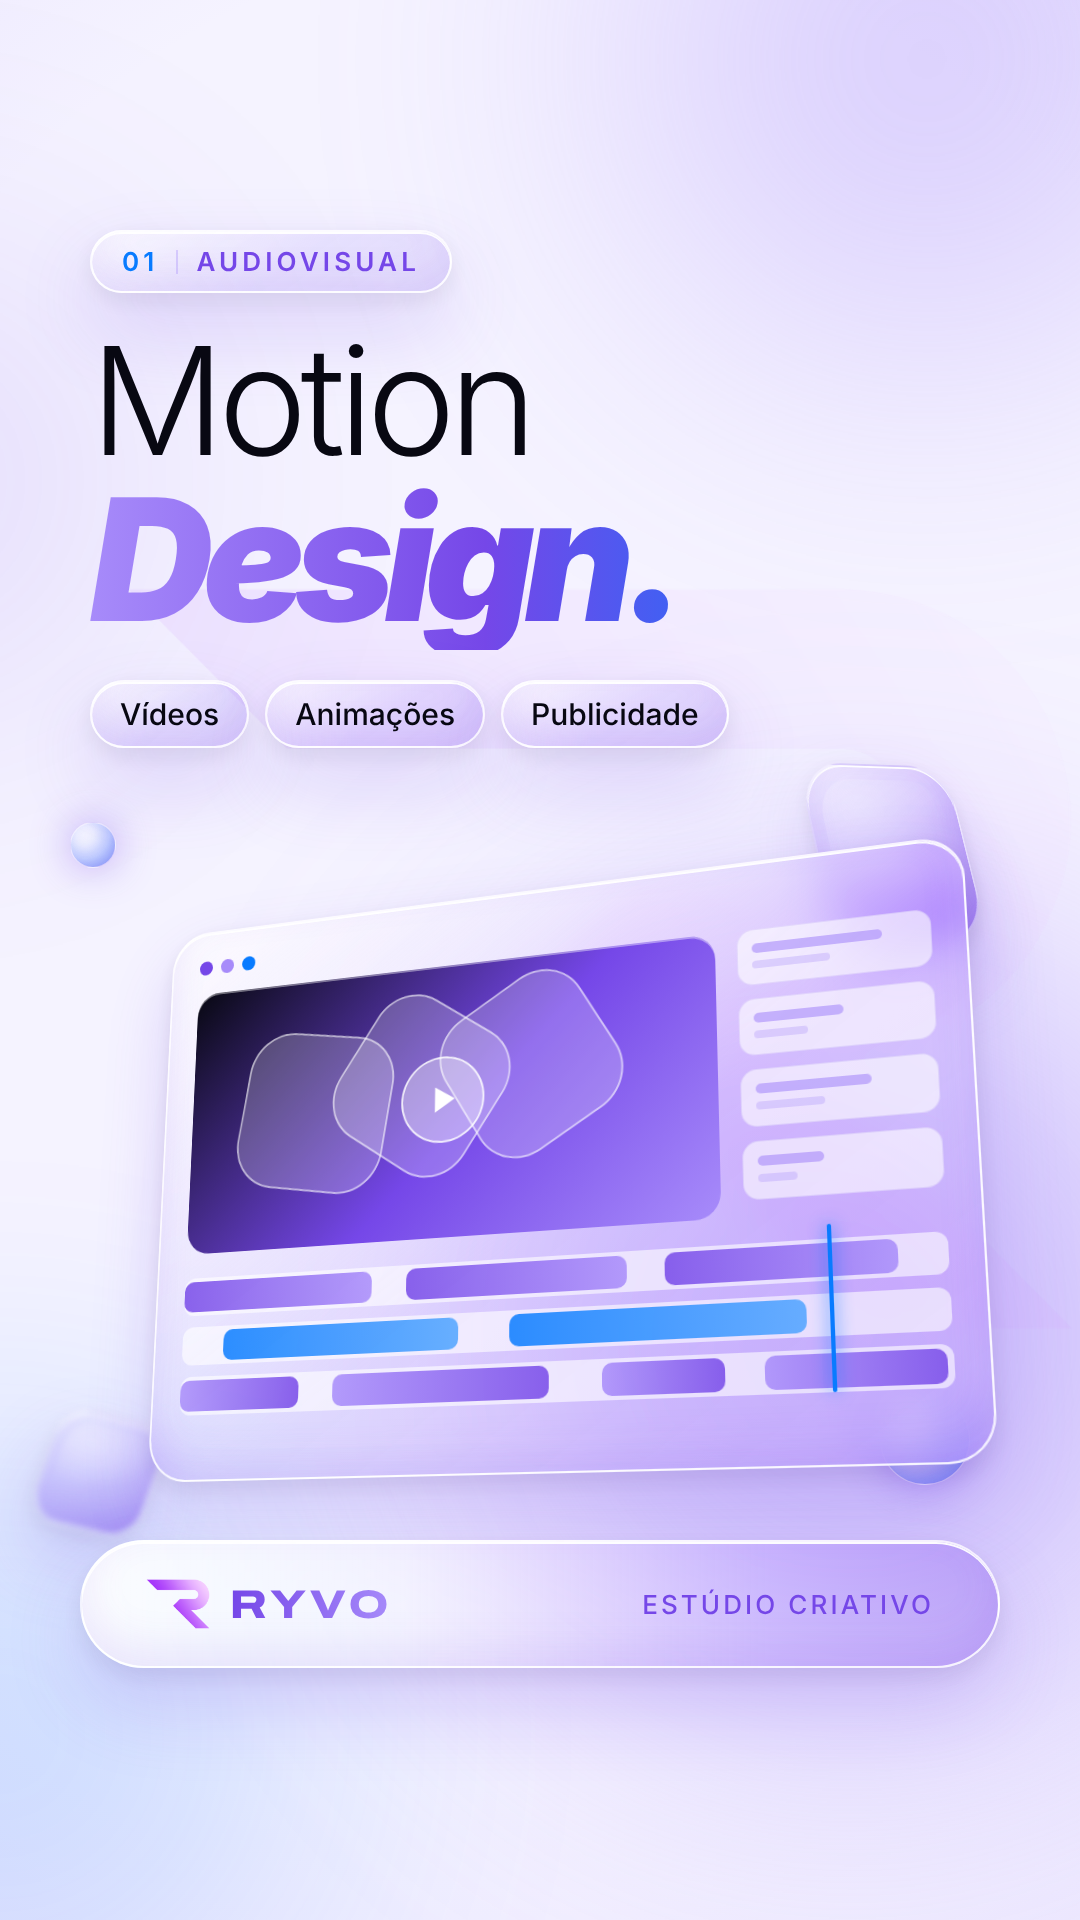 01 | AUDIOVISUAL
Motion
Design.
Vídeos Animações Publicidade
RYVO ESTÚDIO CRIATIVO